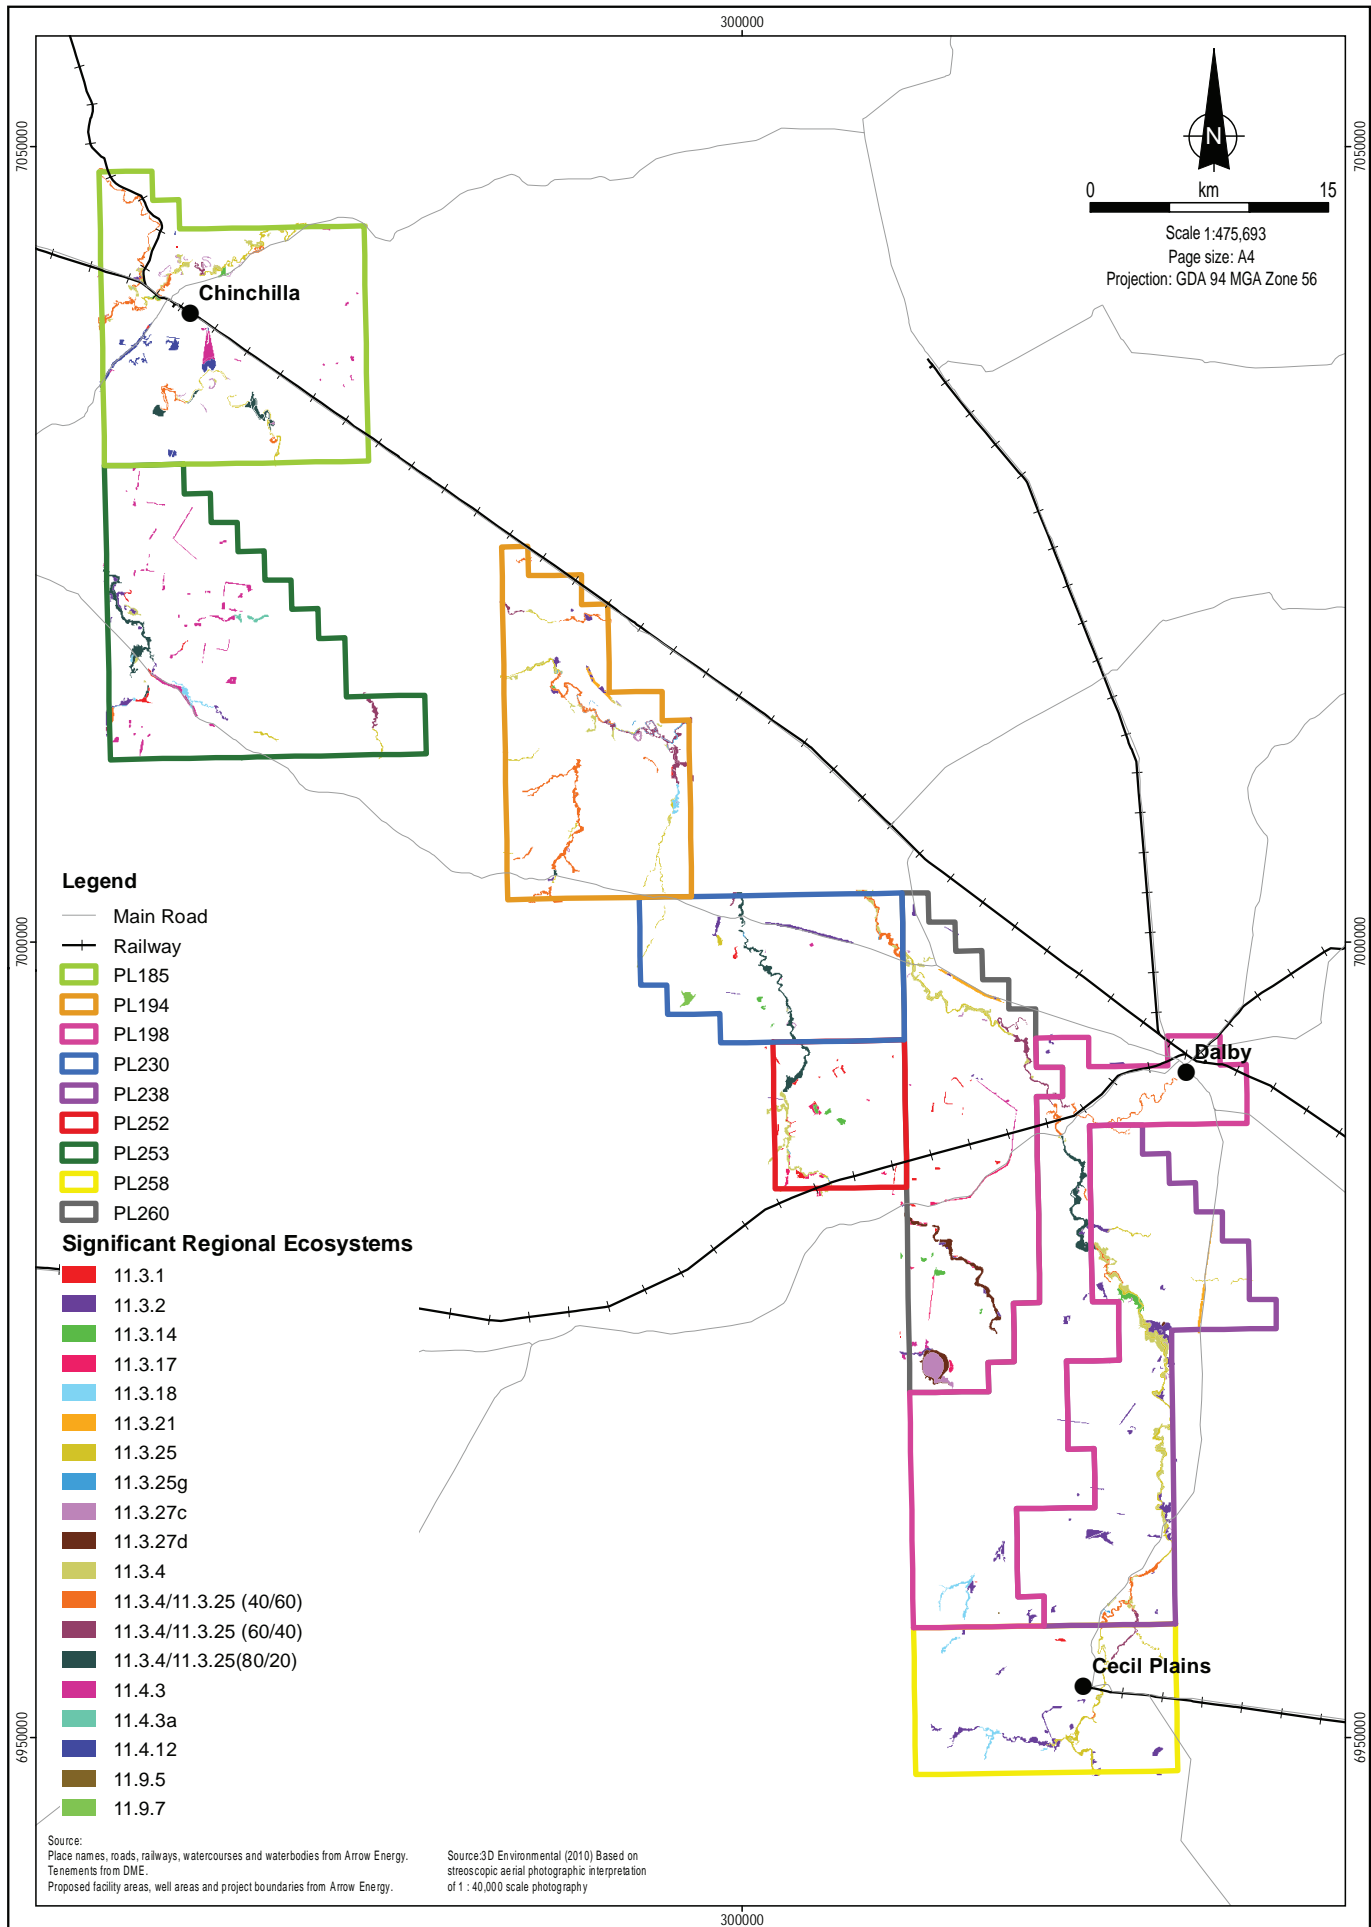 300000
7050000
7050000
N
0 km 15
Scale 1:475,693
Page size: A4
Projection: GDA 94 MGA Zone 56
Chinchilla
Legend
Main Road
Railway
PL185
PL194
PL198
PL230
PL238
PL252
PL253
PL258
PL260
7000000
7000000
Dalby
Significant Regional Ecosystems
11.3.1
11.3.2
11.3.14
11.3.17
11.3.18
11.3.21
11.3.25
11.3.25g
11.3.27c
11.3.27d
11.3.4
11.3.4/11.3.25 (40/60)
11.3.4/11.3.25 (60/40)
11.3.4/11.3.25(80/20)
11.4.3
11.4.3a
11.4.12
11.9.5
11.9.7
Cecil Plains
6950000
6950000
Source:
Place names, roads, railways, watercourses and waterbodies from Arrow Energy.
Tenements from DME.
Proposed facility areas, well areas and project boundaries from Arrow Energy.
Source:3D Environmental (2010) Based on
streoscopic aerial photographic interpretation
of 1 : 40,000 scale photography
300000